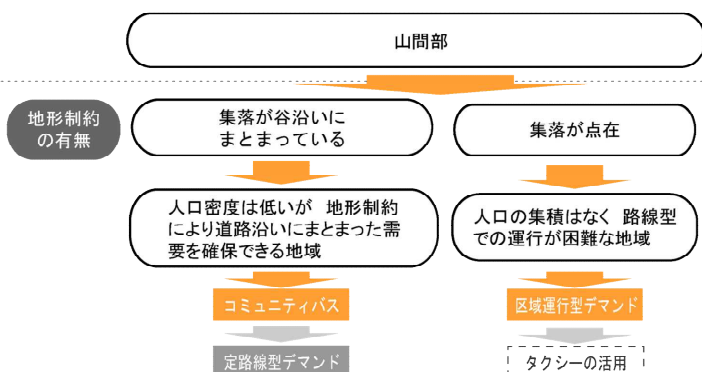 山間部
地形制約
の有無
集落が谷沿いに
まとまっている
集落が点在
人口密度は低いが 地形制約
により道路沿いにまとまった需
要を確保できる地域
人口の集積はなく 路線型
での運行が困難な地域
コミュニティバス
区域運行型デマンド
定路線型デマンド
タクシーの活用